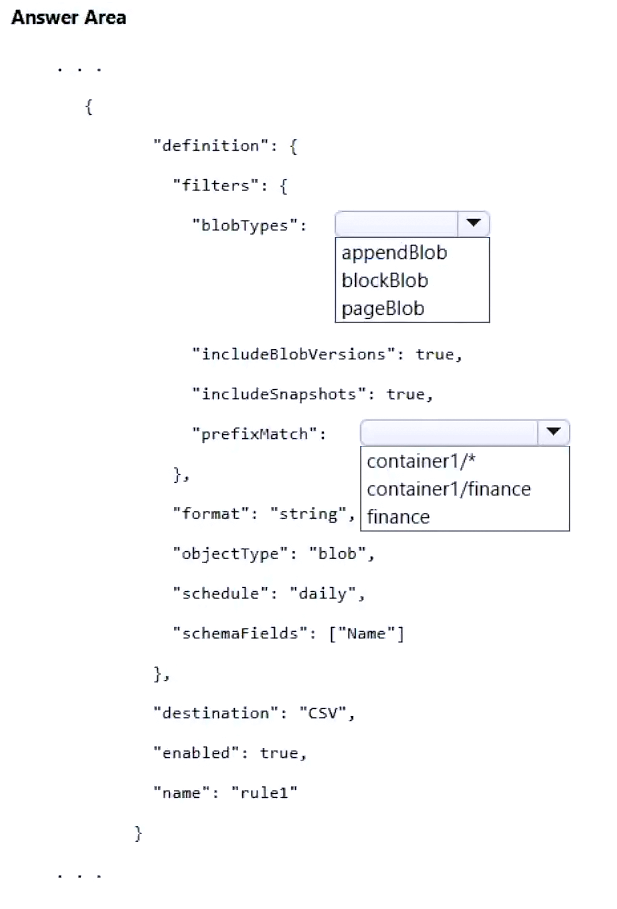 Answer Area
. . .
{
"definition": {
"filters": {
"blobTypes":
appendBlob
blockBlob
pageBlob
"includeBlobVersions": true,
"includeSnapshots": true,
"prefixMatch":
container1/*
container1/finance
finance
},
"format": "string",
"objectType": "blob",
"schedule": "daily",
"schemaFields": ["Name"]
},
"destination": "CSV",
"enabled": true,
"name": "rule1"
}
. . .